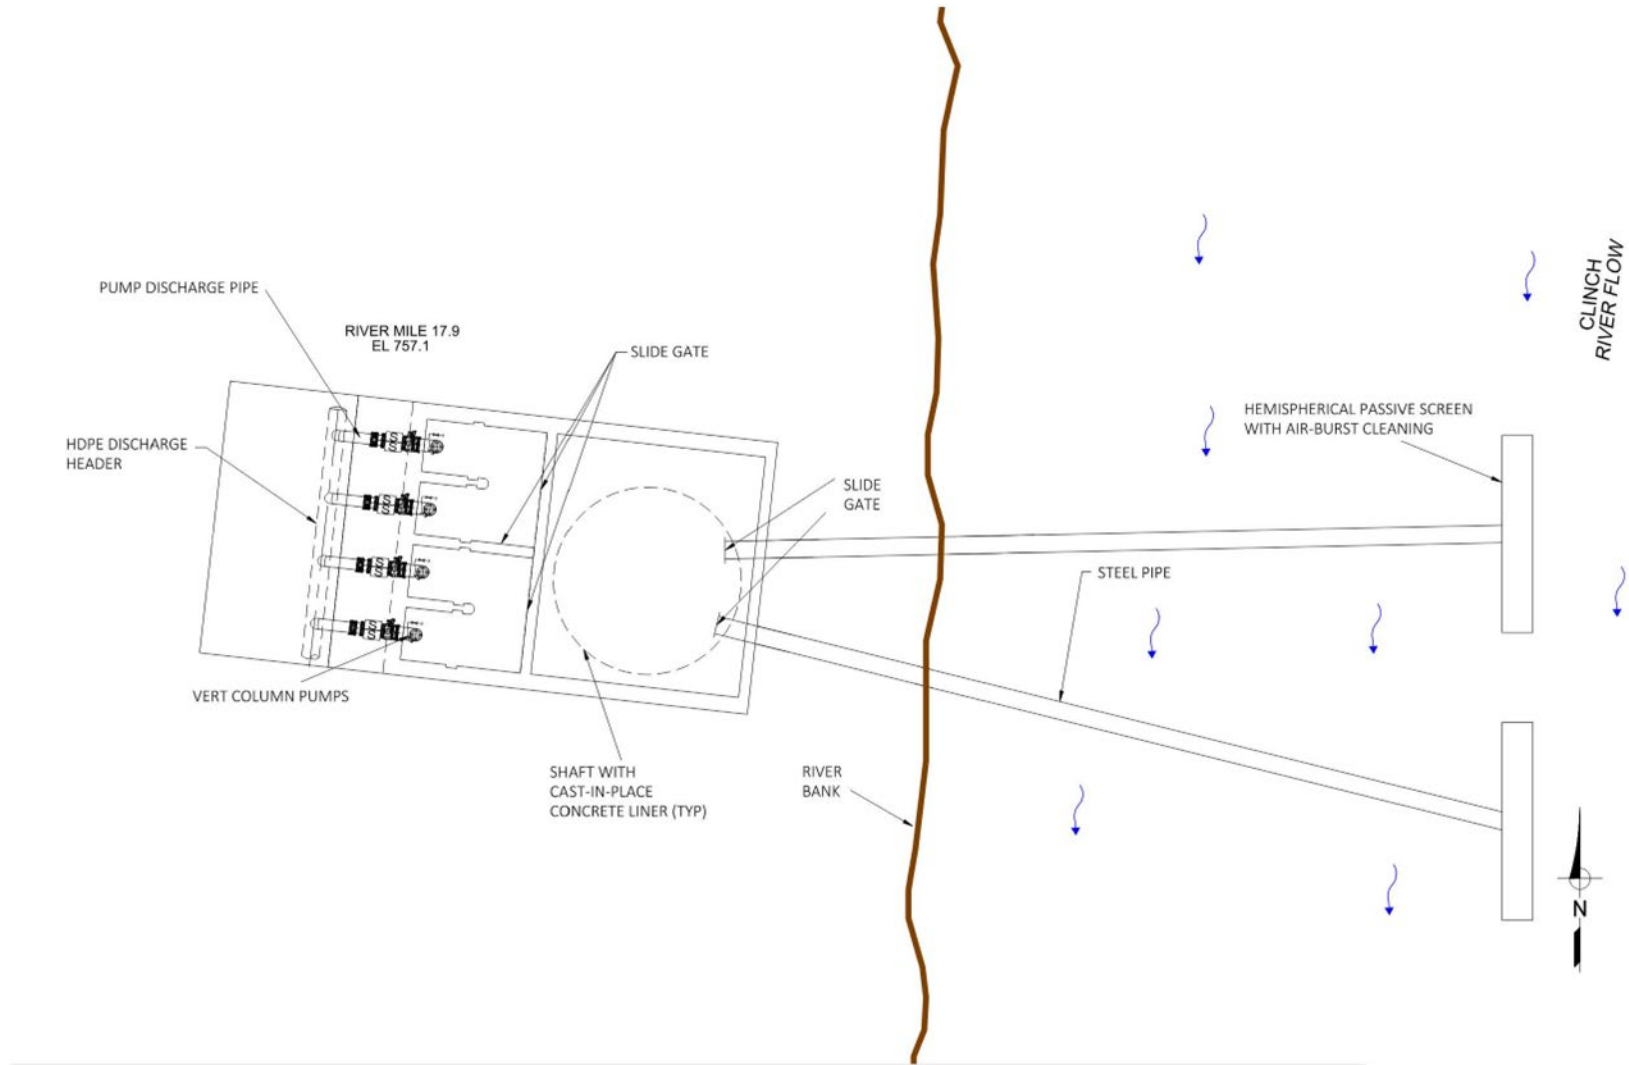 CLINCH
RIVER FLOW
PUMP DISCHARGE PIPE
RIVER MILE 17.9
EL 757.1
SLIDE GATE
HDPE DISCHARGE
HEADER
HEMISPHERICAL PASSIVE SCREEN
WITH AIR-BURST CLEANING
SLIDE
GATE
STEEL PIPE
VERT COLUMN PUMPS
SHAFT WITH
CAST-IN-PLACE
CONCRETE LINER (TYP)
RIVER
BANK
N